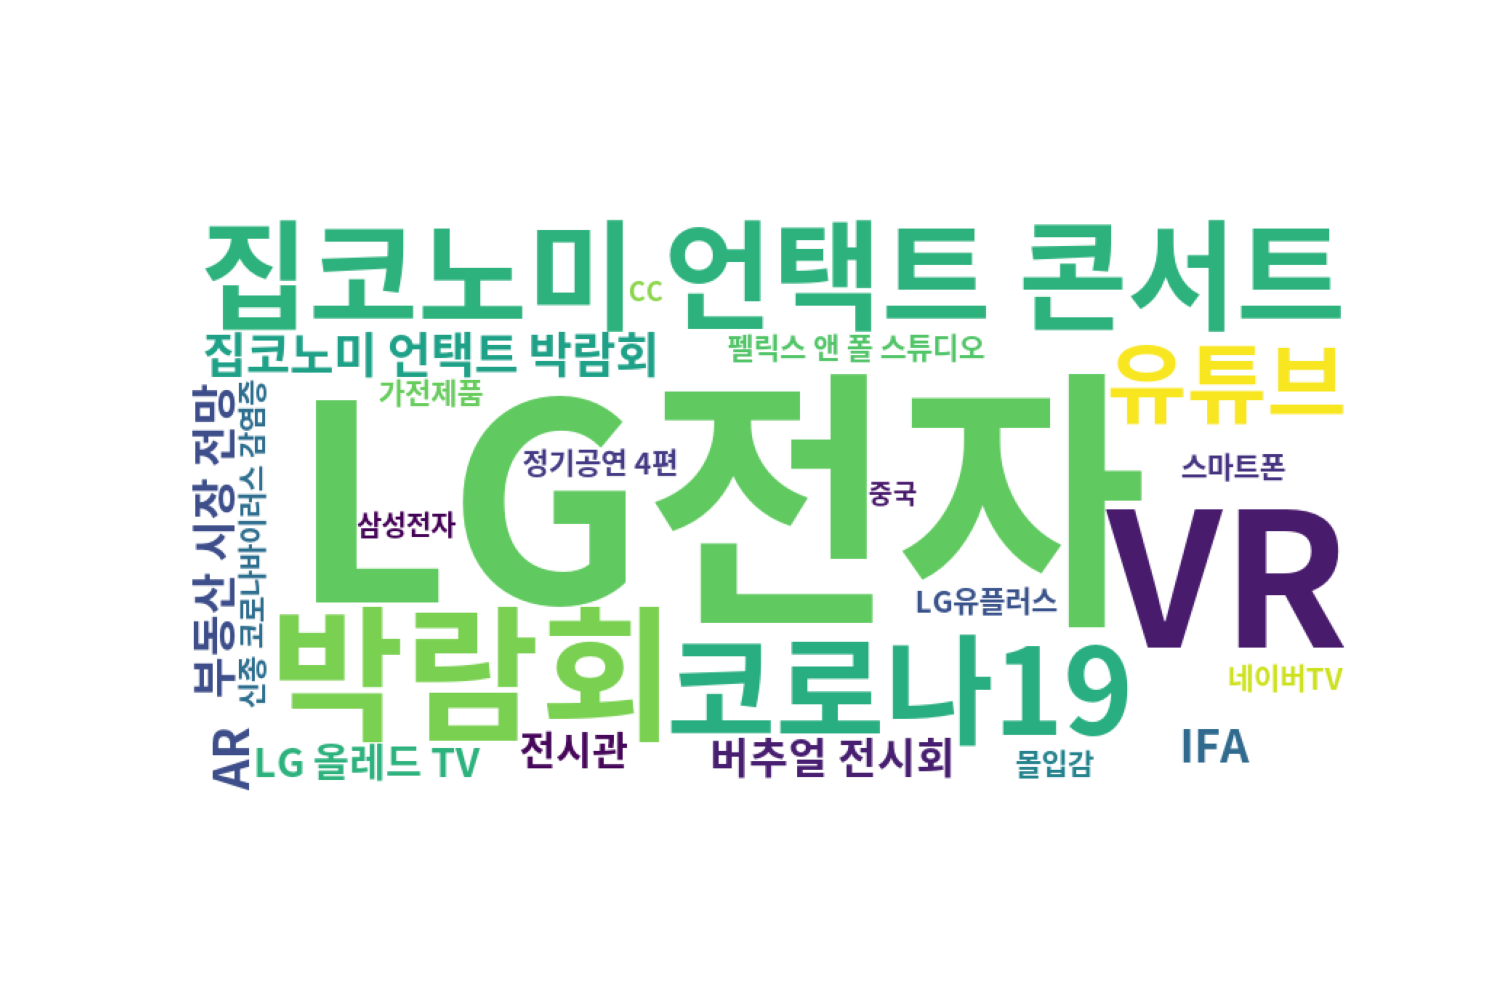 집코노미 언택트 콘서트
CC
집코노미 언택트 박람회
펠릭스 앤 폴 스튜디오
유튜브
가전제품
LG전자
정기공연 4편
스마트폰
중국
삼성전자
VR
부동산 시장 전망
신종 코로나바이러스 감염증
LG유플러스
박람회
코로나19
네이버TV
AR
LG 올레드 TV
전시관
버추얼 전시회
몰입감
IFA